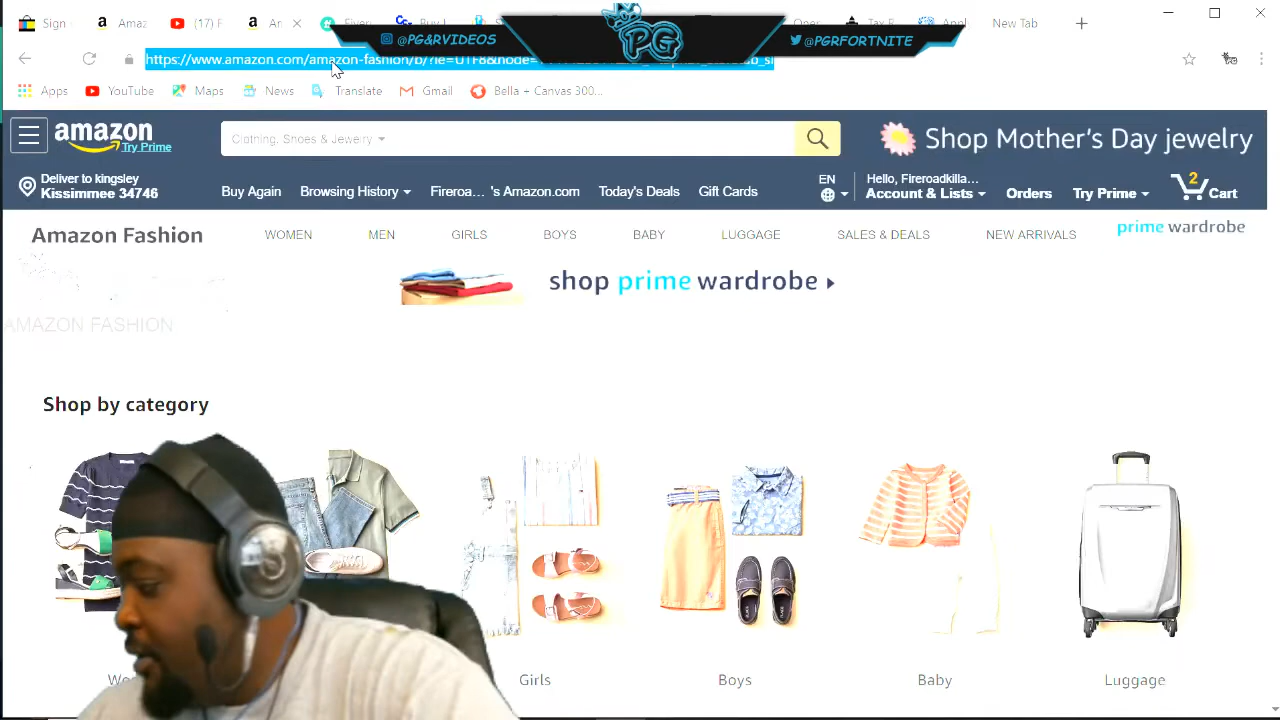 Sign
Amaz
(17) F
New Tab
PG
@PG&RVIDEOS
@PGRFORTNITE
https://www.amazon.com/amazon-fashion/b/?ie=UTF8&node=
Apps
YouTube
Maps
News
Translate
Gmail
Bella + Canvas 300...
amazon
Try Prime
Clothing, Shoes & Jewelry
Shop Mother's Day jewelry
Deliver to kingsley
Kissimmee 34746
Buy Again
Browsing History
Fireroa... 's Amazon.com
Today's Deals
Gift Cards
EN
Hello, Fireroadkilla...
Account & Lists
Orders
Try Prime
2
Cart
Amazon Fashion
WOMEN
MEN
GIRLS
BOYS
BABY
LUGGAGE
SALES & DEALS
NEW ARRIVALS
prime wardrobe
shop prime wardrobe
AMAZON FASHION
Shop by category
Girls
Boys
Baby
Luggage